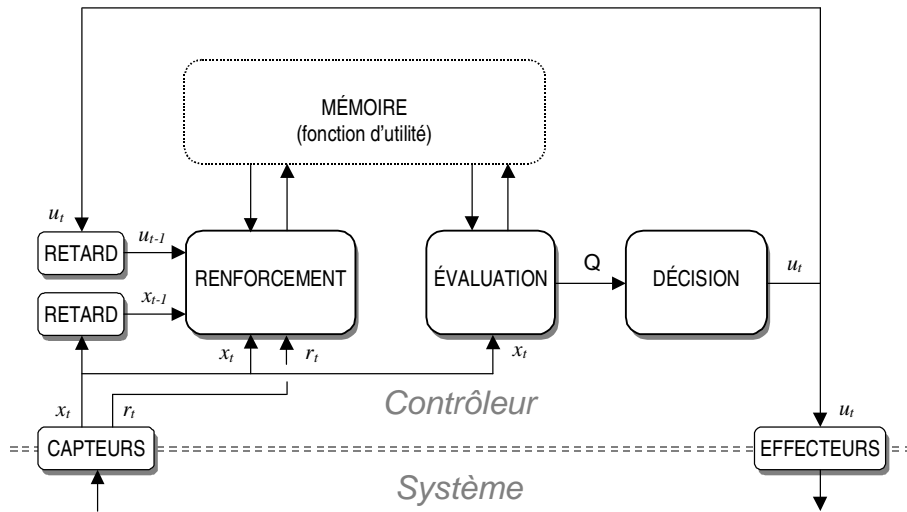 MÉMOIRE
(fonction d'utilité)
u_t
RETARD
u_{t-1}
RENFORCEMENT
ÉVALUATION
Q
DÉCISION
u_t
RETARD
x_{t-1}
x_t
r_t
x_t
x_t
r_t
Contrôleur
u_t
CAPTEURS
EFFECTEURS
Système